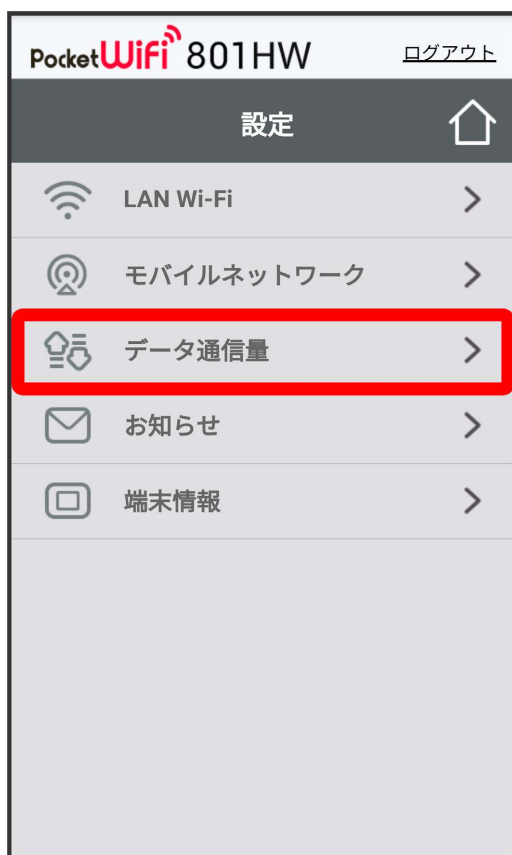 PocketWiFi 801HW ログアウト
設定
LAN Wi-Fi
モバイルネットワーク
データ通信量
お知らせ
端末情報